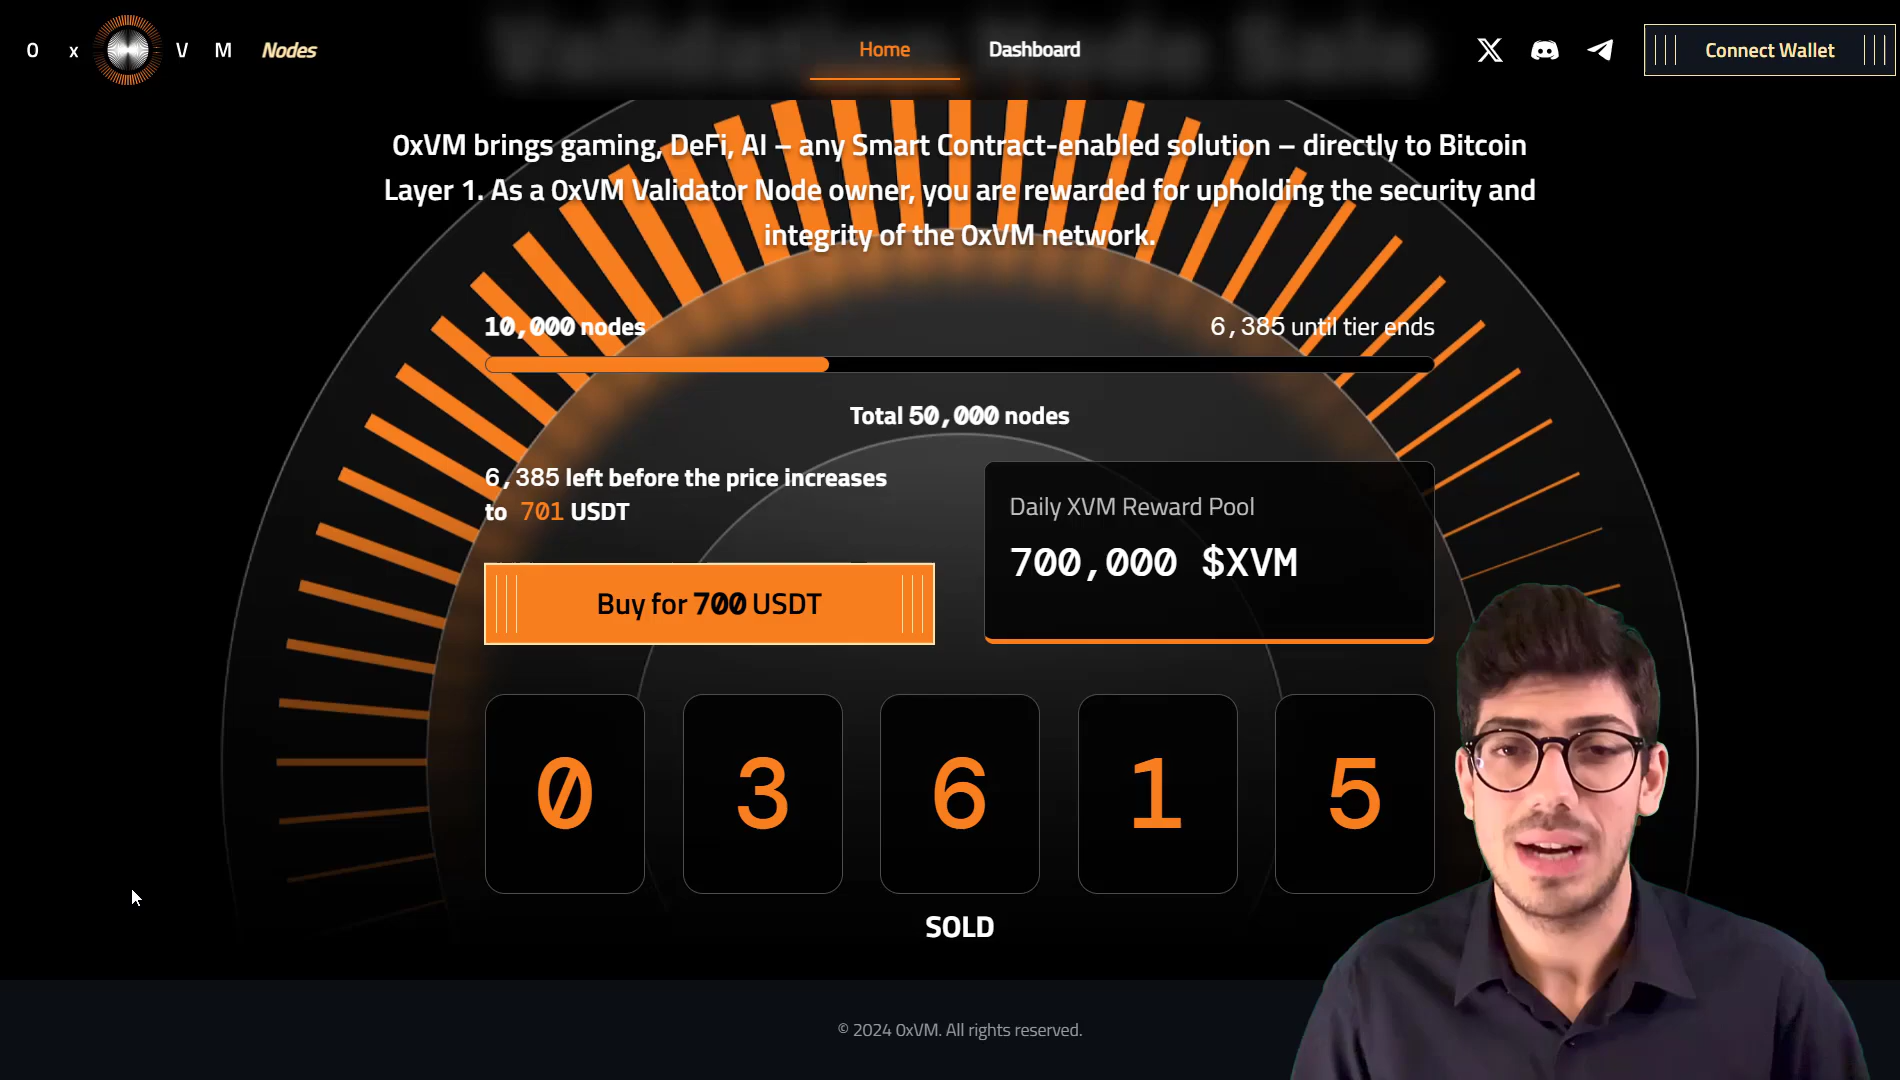 0 x V M Nodes
Home
Dashboard
Connect Wallet
0xVM brings gaming, DeFi, AI – any Smart Contract-enabled solution – directly to Bitcoin
Layer 1. As a 0xVM Validator Node owner, you are rewarded for upholding the security and
integrity of the 0xVM network.
10,000 nodes
6,385 until tier ends
Total 50,000 nodes
6,385 left before the price increases
to 701 USDT
Buy for 700 USDT
Daily XVM Reward Pool
700,000 $XVM
0 3 6 1 5
SOLD
© 2024 0xVM. All rights reserved.